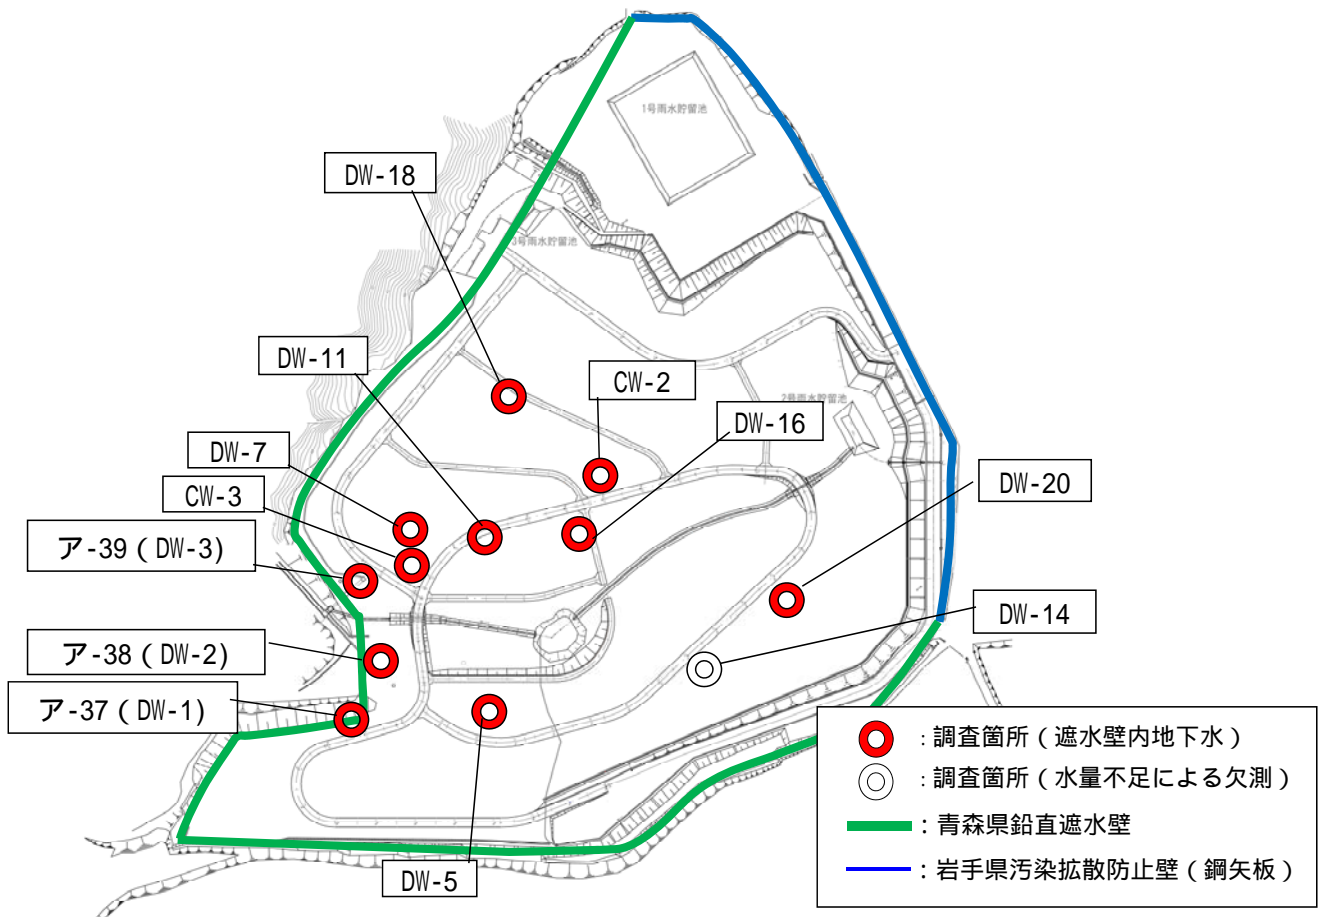 1号雨水貯留池
DW-18
3号雨水貯留池
DW-11
CW-2
2号雨水貯留池
DW-16
DW-7
DW-20
CW-3
ア-39(DW-3)
DW-14
ア-38(DW-2)
ア-37(DW-1)
:調査箇所(遮水壁内地下水)
:調査箇所(水量不足による欠測)
:青森県鉛直遮水壁
:岩手県汚染拡散防止壁(鋼矢板)
DW-5